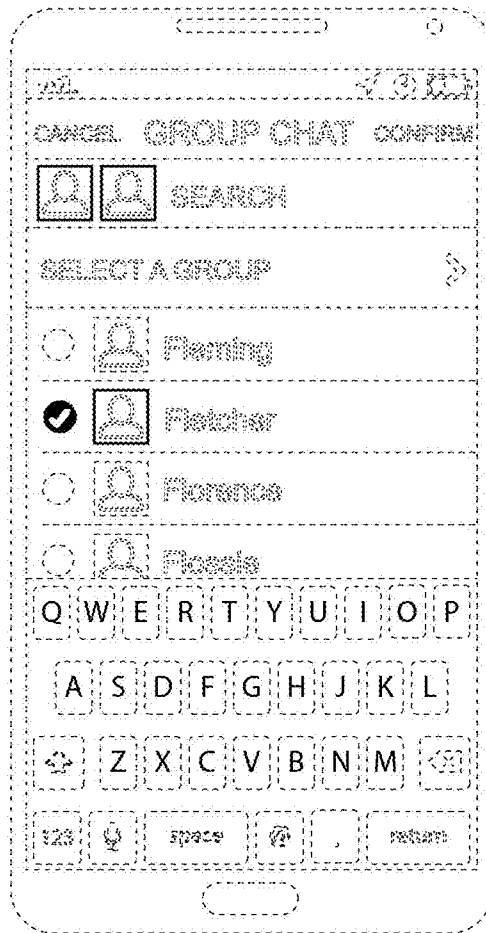 CANCEL GROUP CHAT CONFIRM
SEARCH
SELECT A GROUP
Fleming
Fletcher
Florence
Flossie
Q W E R T Y U I O P
A S D F G H J K L
Z X C V B N M
123 space @ . return